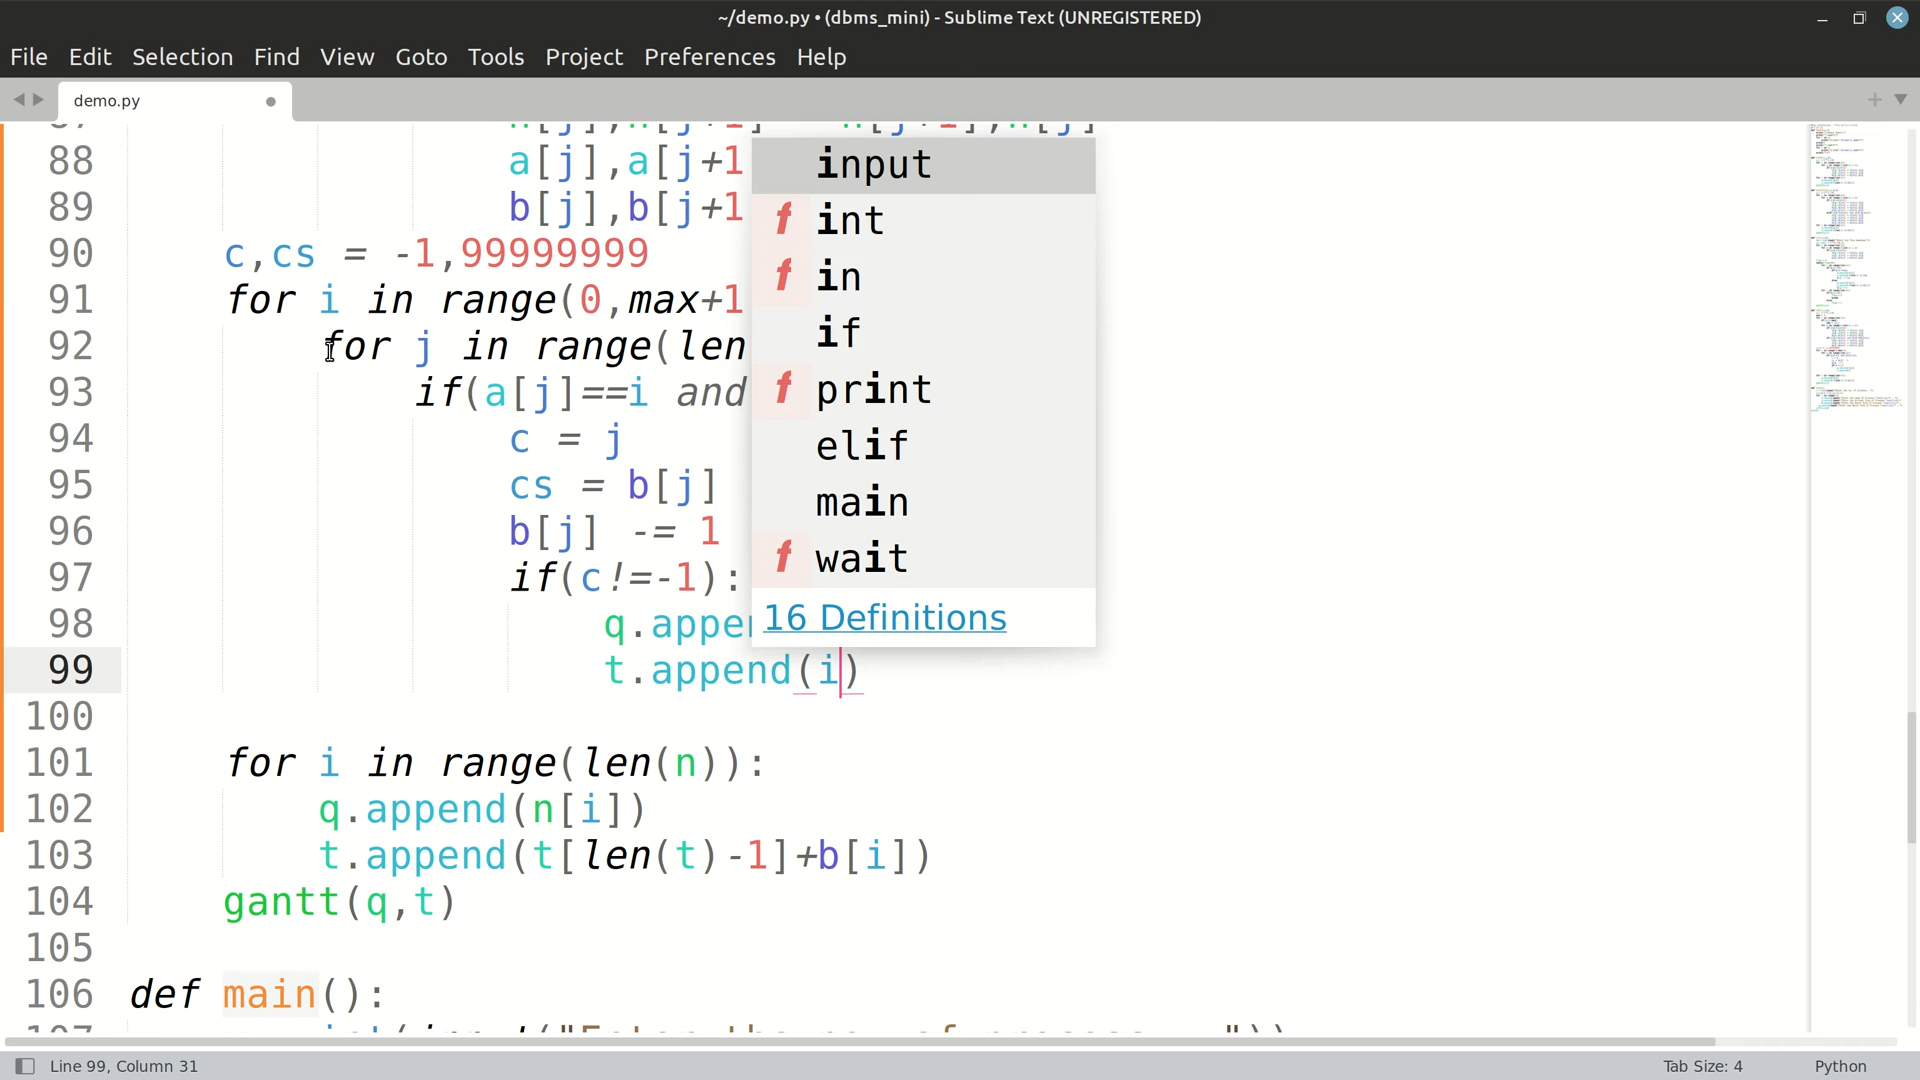 ~/demo.py • (dbms_mini) - Sublime Text (UNREGISTERED)
File Edit Selection Find View Goto Tools Project Preferences Help
demo.py
88 a[j],a[j+1
89 b[j],b[j+1
90 c,cs = -1,99999999
91 for i in range(0,max+1
92 for j in range(len
93 if(a[j]==i and
94 c = j
95 cs = b[j]
96 b[j] -= 1
97 if(c!=-1):
98 q.appen
99 t.append(i)
100
101 for i in range(len(n)):
102 q.append(n[i])
103 t.append(t[len(t)-1]+b[i])
104 gantt(q,t)
105
106 def main():
input
f int
f in
if
f print
elif
main
f wait
16 Definitions
Line 99, Column 31
Tab Size: 4
Python